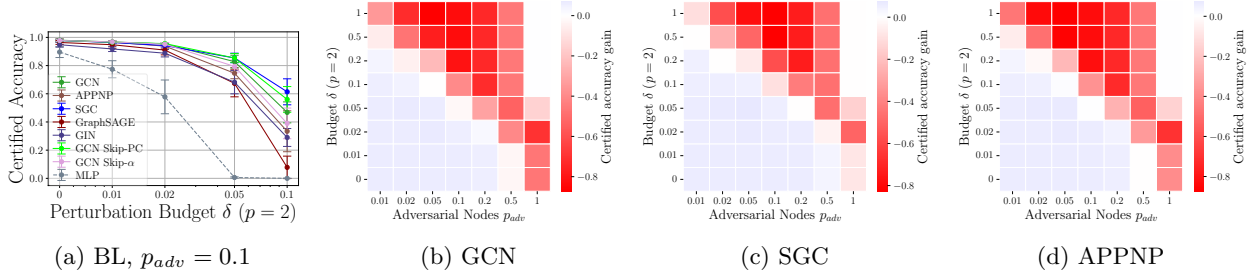 Certified Accuracy
1.0
0.8
0.6
0.4
0.2
0.0
GCN
APPNP
SGC
GraphSAGE
GIN
GCN Skip-PC
GCN Skip-α
MLP
0 0.01 0.02 0.05 0.1
Perturbation Budget δ (p = 2)
(a) BL, p_adv = 0.1
Budget δ (p = 2)
1
0.5
0.2
0.1
0.05
0.02
0.01
0
0.01 0.02 0.05 0.1 0.2 0.5 1
Adversarial Nodes p_adv
0.0
−0.2
−0.4
−0.6
−0.8
Certified accuracy gain
(b) GCN
Budget δ (p = 2)
1
0.5
0.2
0.1
0.05
0.02
0.01
0
0.01 0.02 0.05 0.1 0.2 0.5 1
Adversarial Nodes p_adv
0.0
−0.2
−0.4
−0.6
−0.8
Certified accuracy gain
(c) SGC
Budget δ (p = 2)
1
0.5
0.2
0.1
0.05
0.02
0.01
0
0.01 0.02 0.05 0.1 0.2 0.5 1
Adversarial Nodes p_adv
0.0
−0.2
−0.4
−0.6
−0.8
Certified accuracy gain
(d) APPNP